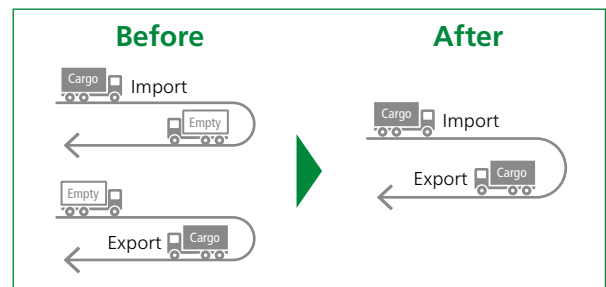 Before
Cargo
Import
Empty
Empty
Export
Cargo
After
Cargo
Import
Export
Cargo